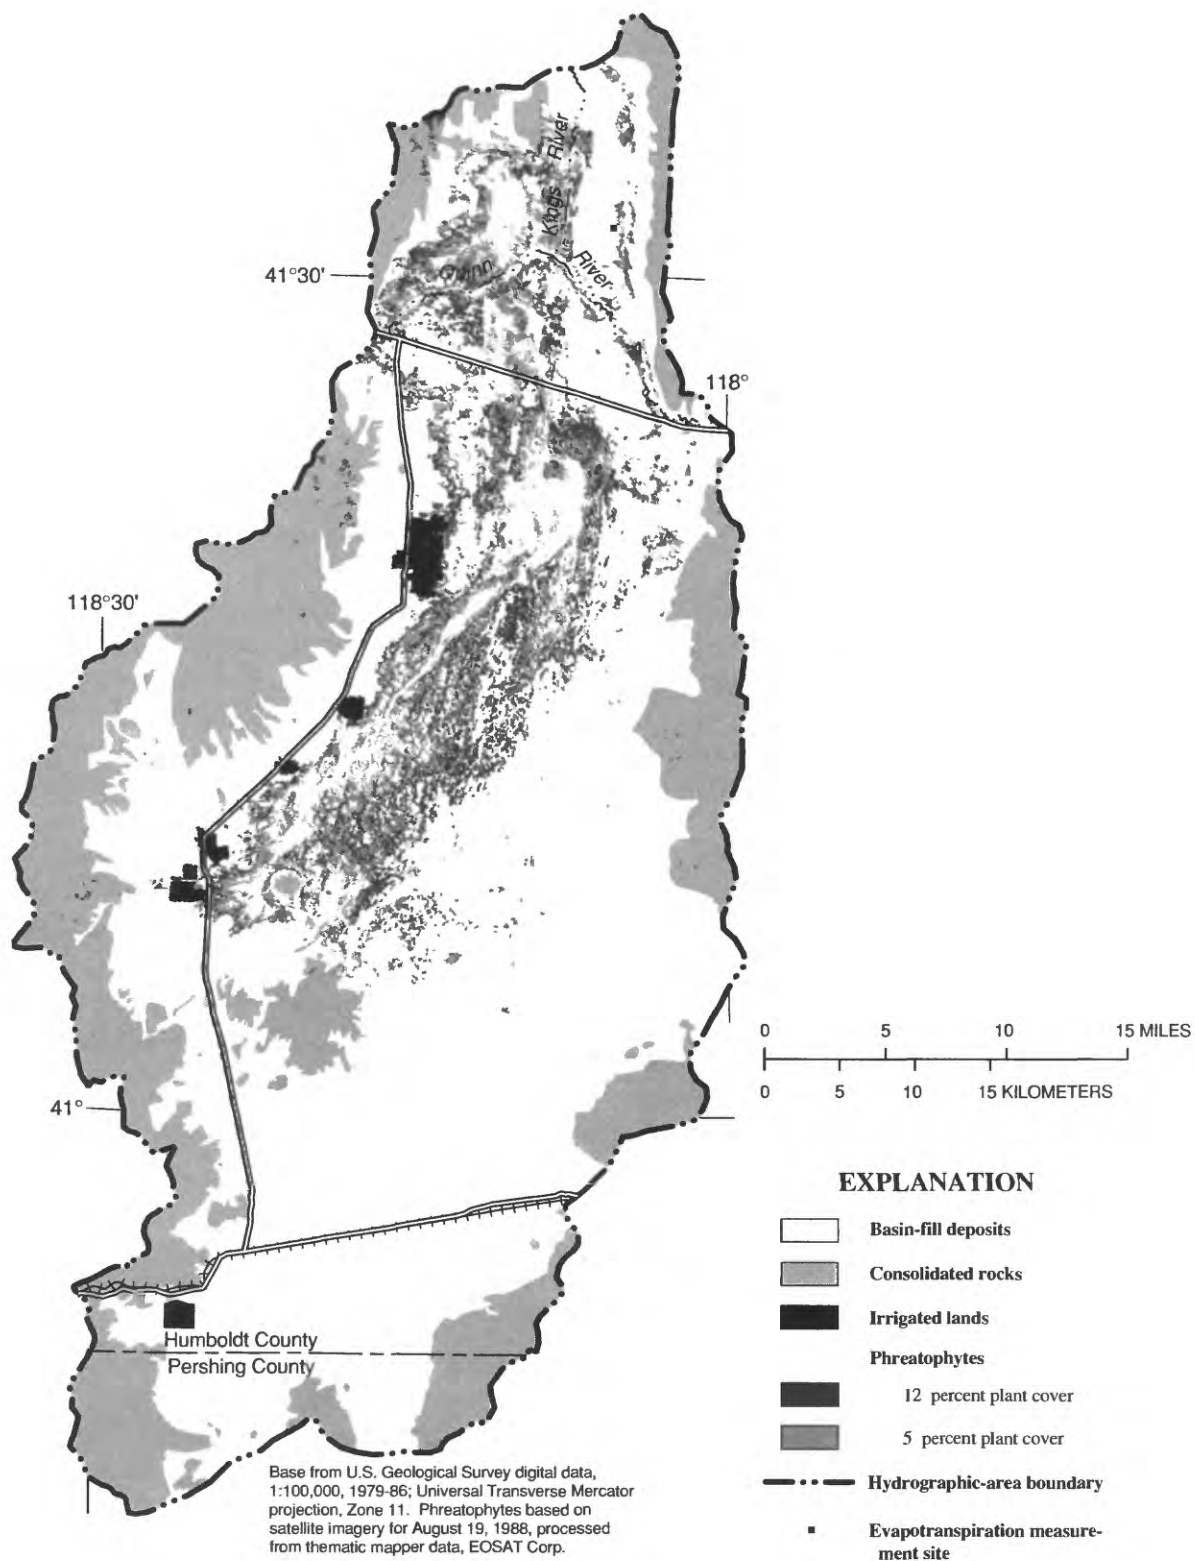 Kings River
41°30'
Quinn River
118°
118°30'
0 5 10 15 MILES
0 5 10 15 KILOMETERS
41°
EXPLANATION
Basin-fill deposits
Consolidated rocks
Irrigated lands
Phreatophytes
12 percent plant cover
5 percent plant cover
Hydrographic-area boundary
Evapotranspiration measure-
ment site
Humboldt County
Pershing County
Base from U.S. Geological Survey digital data,
1:100,000, 1979-86; Universal Transverse Mercator
projection, Zone 11. Phreatophytes based on
satellite imagery for August 19, 1988, processed
from thematic mapper data, EOSAT Corp.